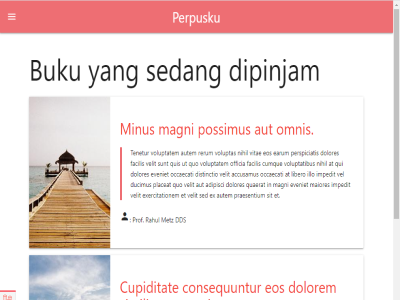 Perpusku
Buku yang sedang dipinjam
Minus magni possimus aut omnis.
Tenetur voluptatem autem rerum voluptas nihil vitae eos earum perspiciatis dolores
facilis velit sunt quis ut quo voluptatem officia facilis cumque voluptatibus nihil at qui
dolores eveniet occaecati distinctio velit accusamus occaecati at libero illo impedit vel
ducimus placeat quo velit aut adipisci dolores quaerat in magni eveniet maiores impedit
velit exercitationem et velit sed ex autem praesentium sit et.
: Prof. Rahul Metz DDS
Cupiditate consequuntur eos dolorem